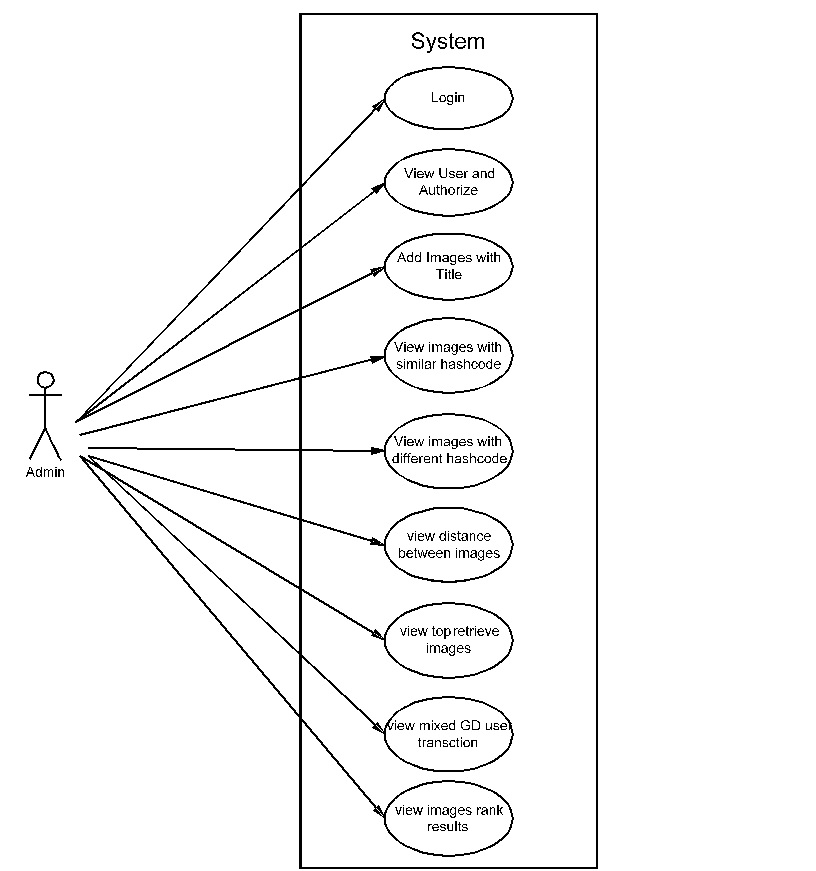 System
Login
View User and
Authorize
Add Images with
Title
View images with
similar hashcode
View images with
different hashcode
Admin
view distance
between images
view top retrieve
images
view mixed GD user
transction
view images rank
results